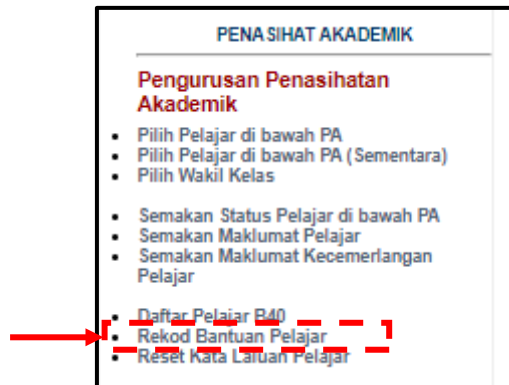 PENASIHAT AKADEMIK
Pengurusan Penasihatan
Akademik
Pilih Pelajar di bawah PA
Pilih Pelajar di bawah PA (Sementara)
Pilih Wakil Kelas
Semakan Status Pelajar di bawah PA
Semakan Maklumat Pelajar
Semakan Maklumat Kecemerlangan
Pelajar
Daftar Pelajar B40
Rekod Bantuan Pelajar
Reset Kata Laluan Pelajar